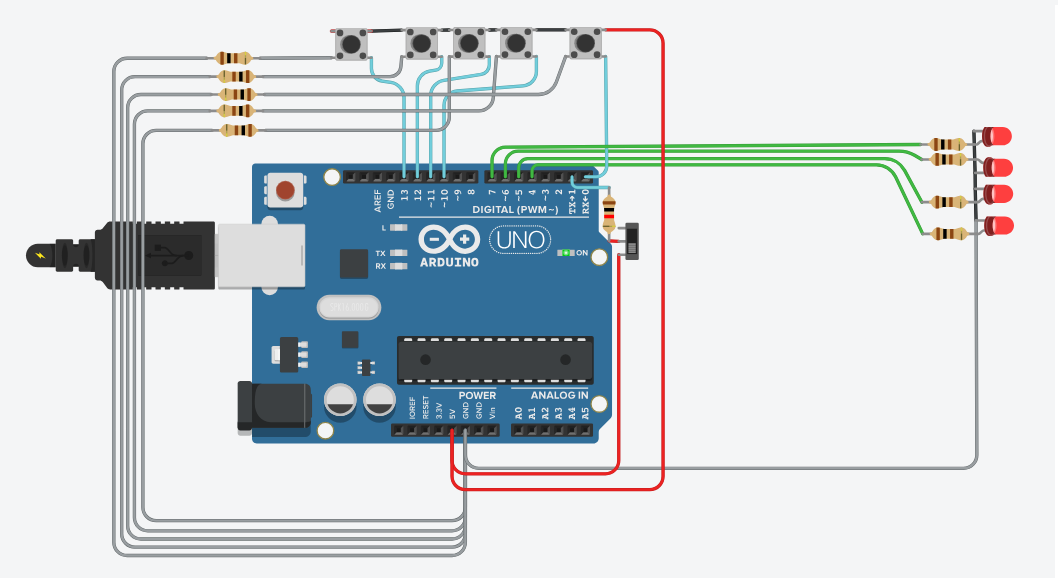 AREF
GND
13
12
~11
~10
~9
8
7
~6
~5
4
~3
2
TX→1
RX←0
DIGITAL (PWM~)
L
TX
RX
UNO
ARDUINO
ON
POWER
ANALOG IN
IOREF
RESET
3.3V
5V
GND
GND
Vin
A0
A1
A2
A3
A4
A5